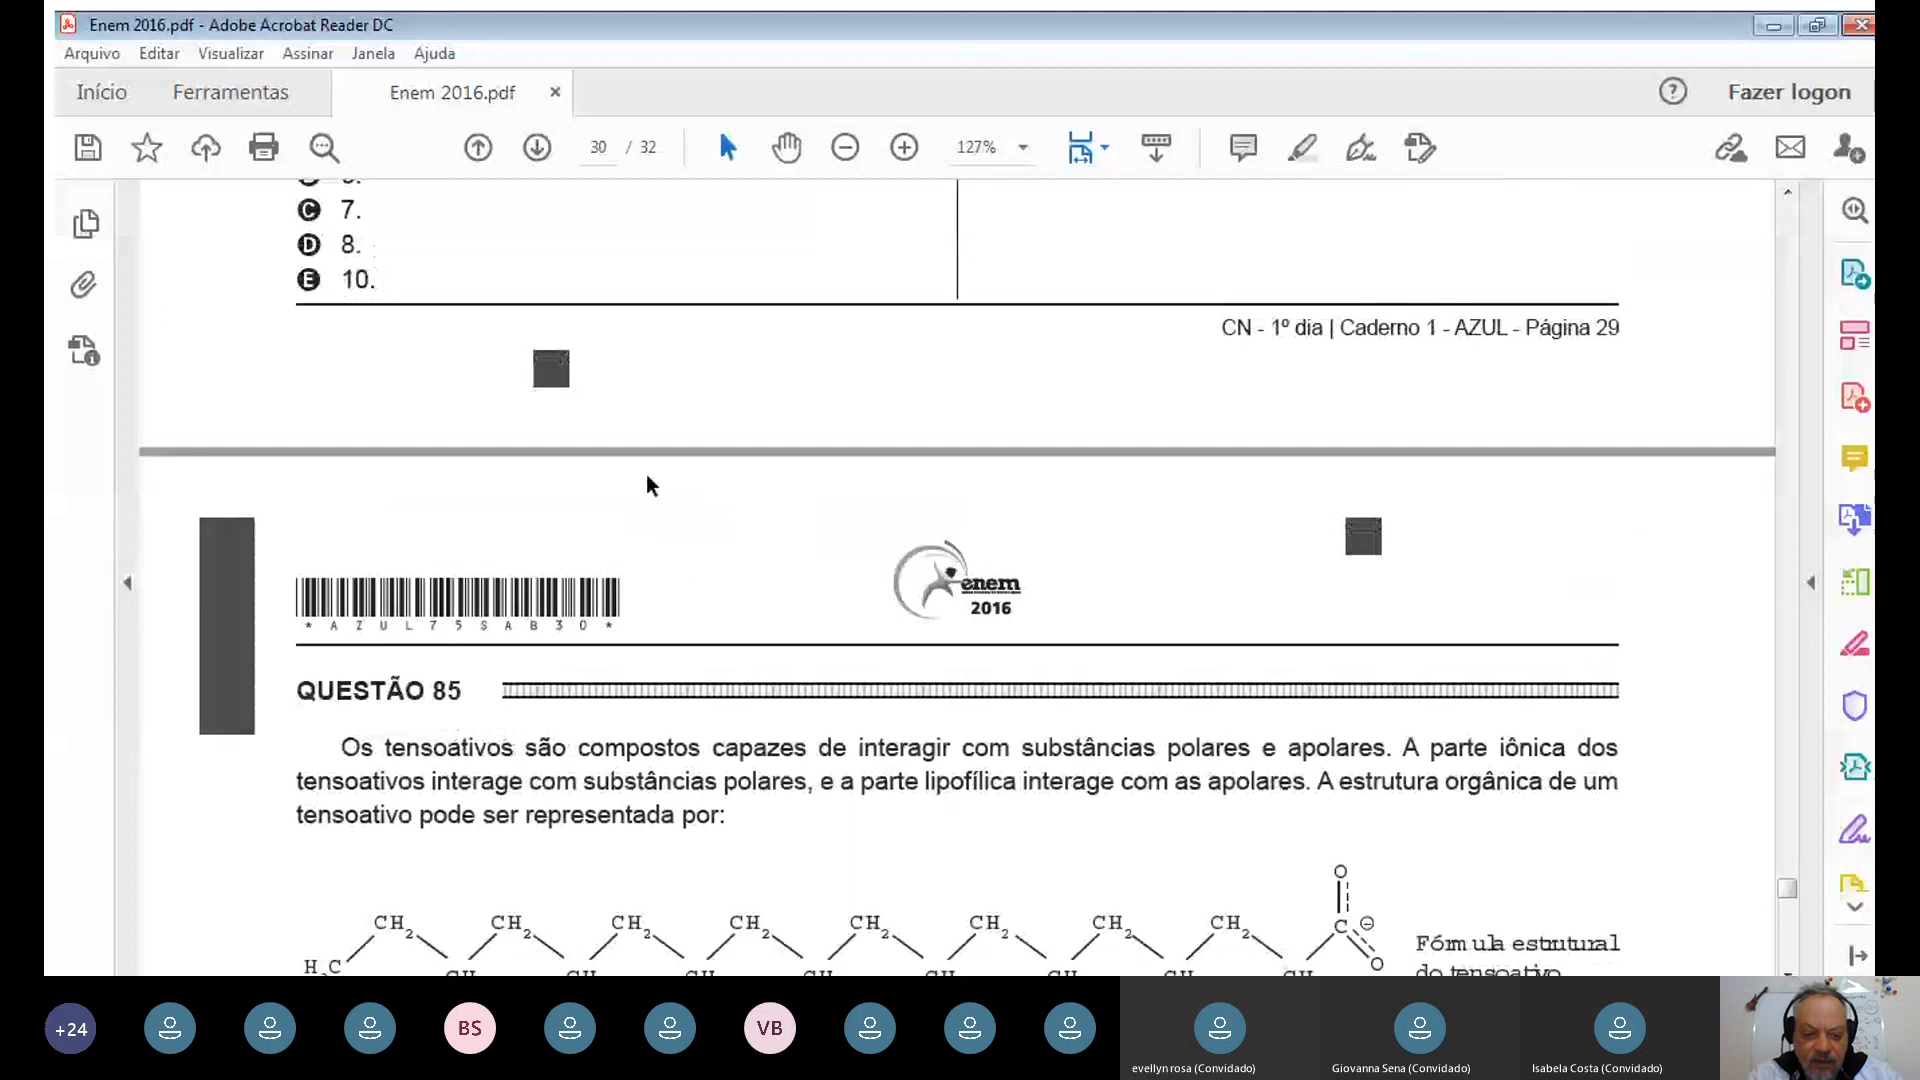 Enem 2016.pdf - Adobe Acrobat Reader DC
Arquivo Editar Visualizar Assinar Janela Ajuda
Início Ferramentas Enem 2016.pdf × Fazer logon
30 / 32 127%
C 7.
D 8.
E 10.
CN - 1º dia | Caderno 1 - AZUL - Página 29
enem
2016
*AZUL75SAB30*
QUESTÃO 85
Os tensoativos são compostos capazes de interagir com substâncias polares e apolares. A parte iônica dos
tensoativos interage com substâncias polares, e a parte lipofílica interage com as apolares. A estrutura orgânica de um
tensoativo pode ser representada por:
O
CH2 CH2 CH2 CH2 CH2 CH2 CH2 CH2 C ⊖
Fórmula estrutural
H3C O
do tensoativo
+24 BS VB
evellyn rosa (Convidado) Giovanna Sena (Convidado) Isabela Costa (Convidado)